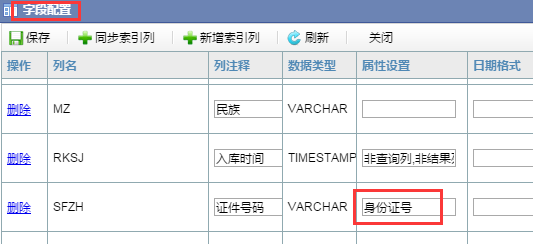 字段配置
保存 同步索引列 新增索引列 刷新 关闭
操作 列名 列注释 数据类型 属性设置 日期格式
删除 MZ 民族 VARCHAR
删除 RKSJ 入库时间 TIMESTAMP 非查询列,非结果
删除 SFZH 证件号码 VARCHAR 身份证号